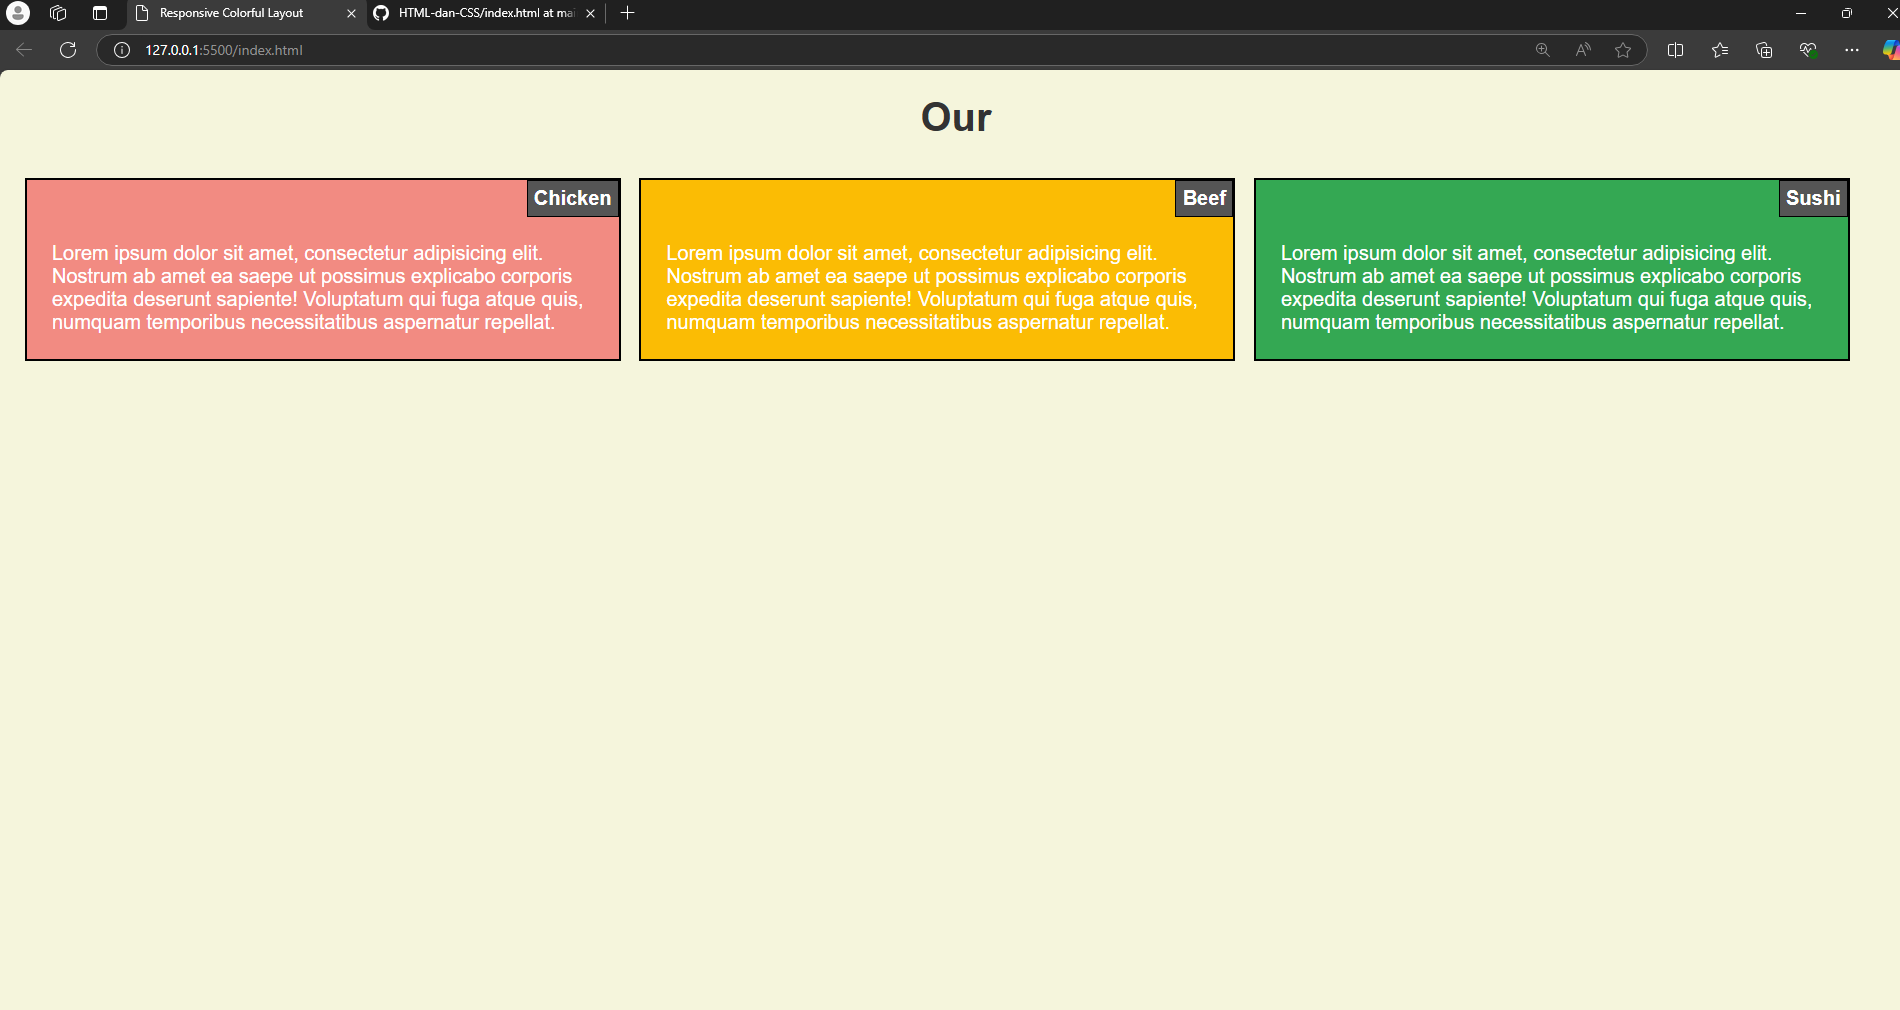 Responsive Colorful Layout
HTML-dan-CSS/index.html at mai
127.0.0.1:5500/index.html
Our
Chicken
Lorem ipsum dolor sit amet, consectetur adipisicing elit.
Nostrum ab amet ea saepe ut possimus explicabo corporis
expedita deserunt sapiente! Voluptatum qui fuga atque quis,
numquam temporibus necessitatibus aspernatur repellat.
Beef
Lorem ipsum dolor sit amet, consectetur adipisicing elit.
Nostrum ab amet ea saepe ut possimus explicabo corporis
expedita deserunt sapiente! Voluptatum qui fuga atque quis,
numquam temporibus necessitatibus aspernatur repellat.
Sushi
Lorem ipsum dolor sit amet, consectetur adipisicing elit.
Nostrum ab amet ea saepe ut possimus explicabo corporis
expedita deserunt sapiente! Voluptatum qui fuga atque quis,
numquam temporibus necessitatibus aspernatur repellat.